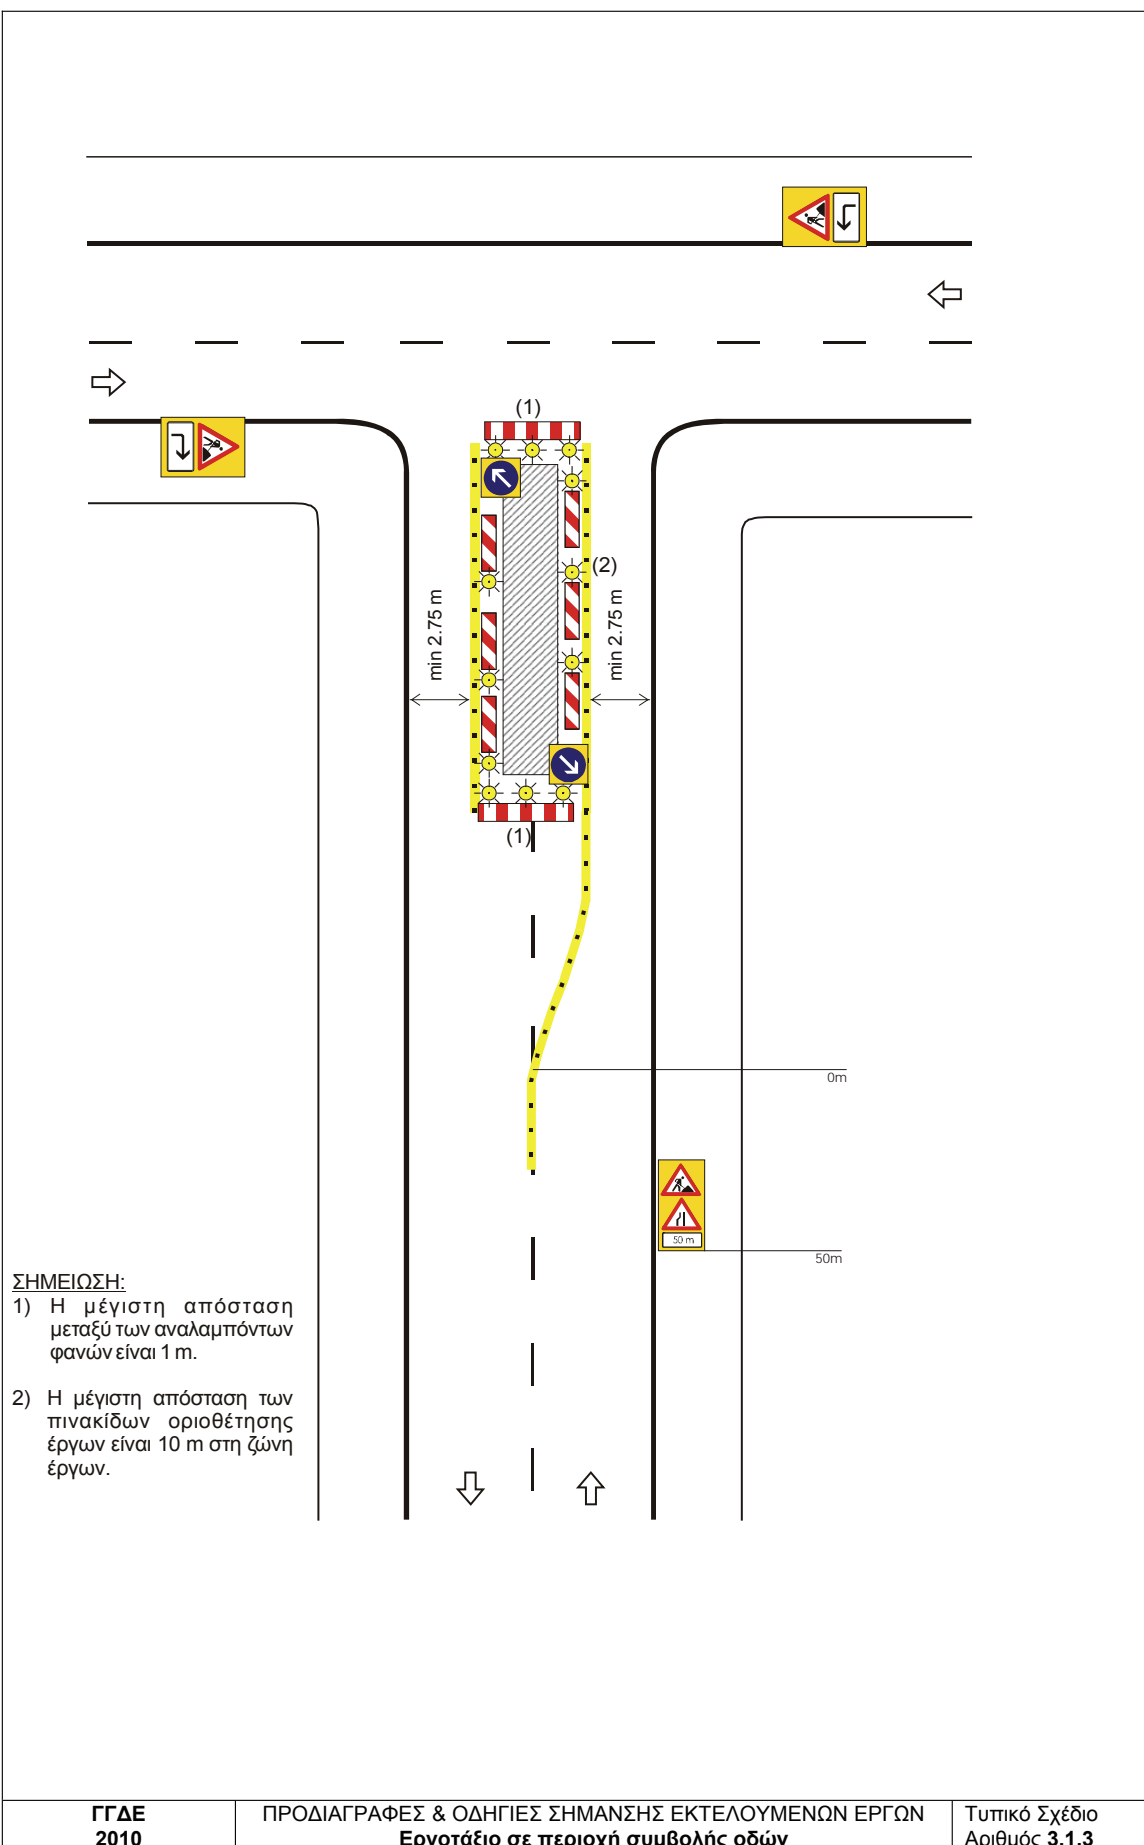 (1)
(2)
min 2.75 m
min 2.75 m
(1)
0m
50 m
50m
ΣΗΜΕΙΩΣΗ:
1) Η μέγιστη απόσταση
μεταξύ των αναλαμπόντων
φανών είναι 1 m.
2) Η μέγιστη απόσταση των
πινακίδων οριοθέτησης
έργων είναι 10 m στη ζώνη
έργων.
ΓΓΔΕ
2010
ΠΡΟΔΙΑΓΡΑΦΕΣ & ΟΔΗΓΙΕΣ ΣΗΜΑΝΣΗΣ ΕΚΤΕΛΟΥΜΕΝΩΝ ΕΡΓΩΝ
Εργοτάξιο σε περιοχή συμβολής οδών
Τυπικό Σχέδιο
Αριθμός 3.1.3